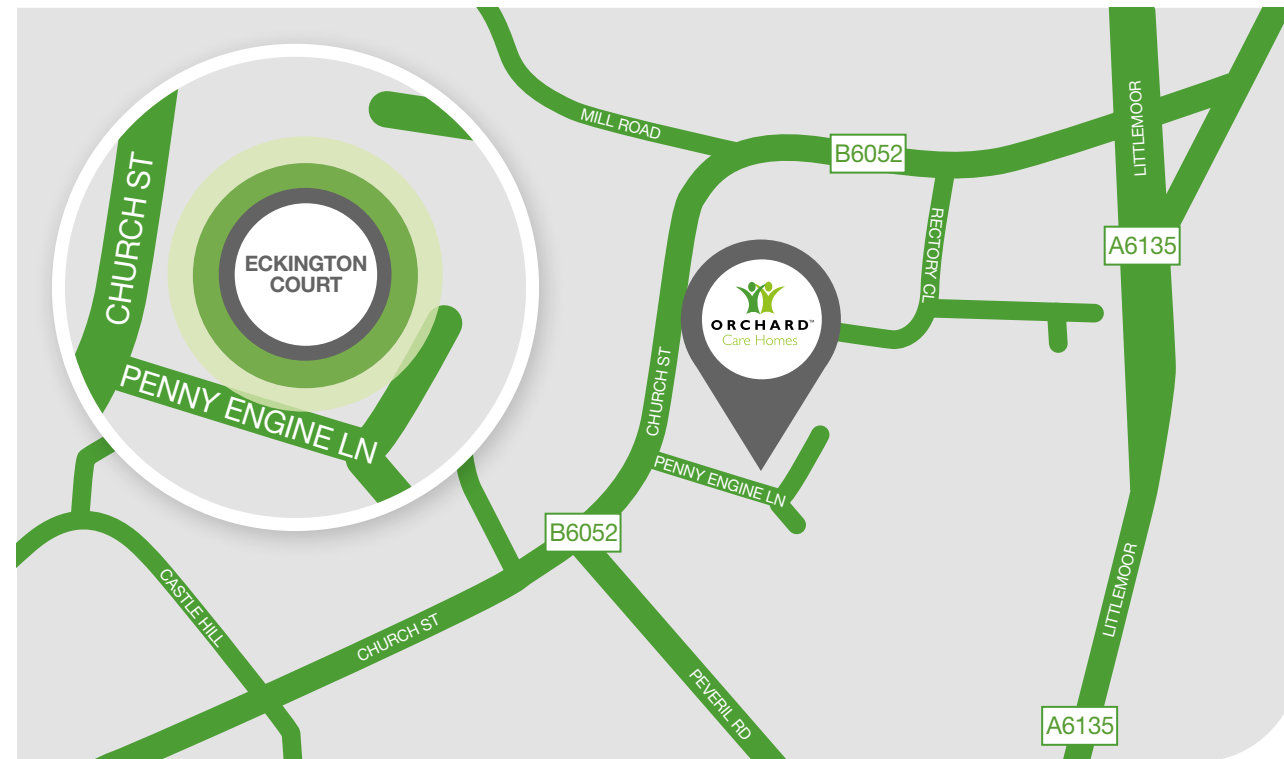 MILL ROAD
B6052
LITTLEMOOR
CHURCH ST
RECTORY CL
A6135
ECKINGTON
COURT
ORCHARD™
Care Homes
CHURCH ST
PENNY ENGINE LN
PENNY ENGINE LN
B6052
CASTLE HILL
LITTLEMOOR
CHURCH ST
PEVERIL RD
A6135